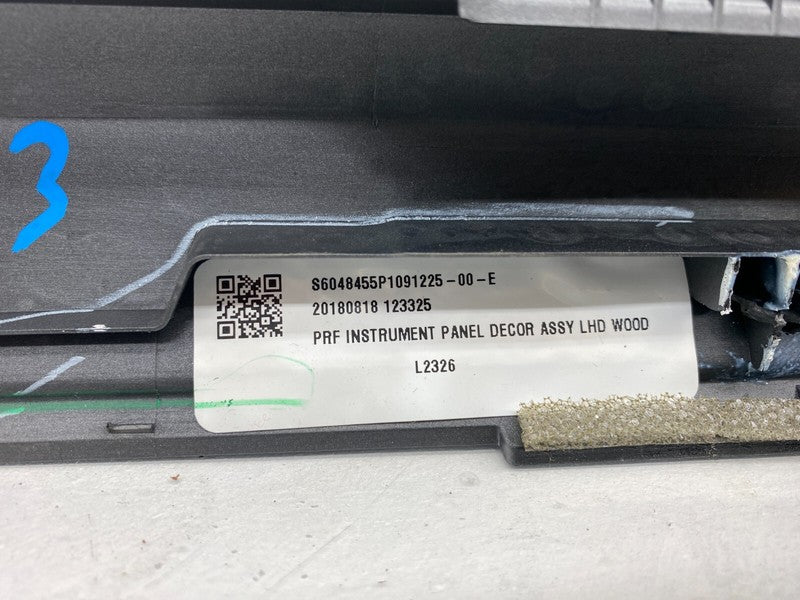 3
S6048455P1091225-00-E
20180818 123325
PRF INSTRUMENT PANEL DECOR ASSY LHD WOOD
L2326